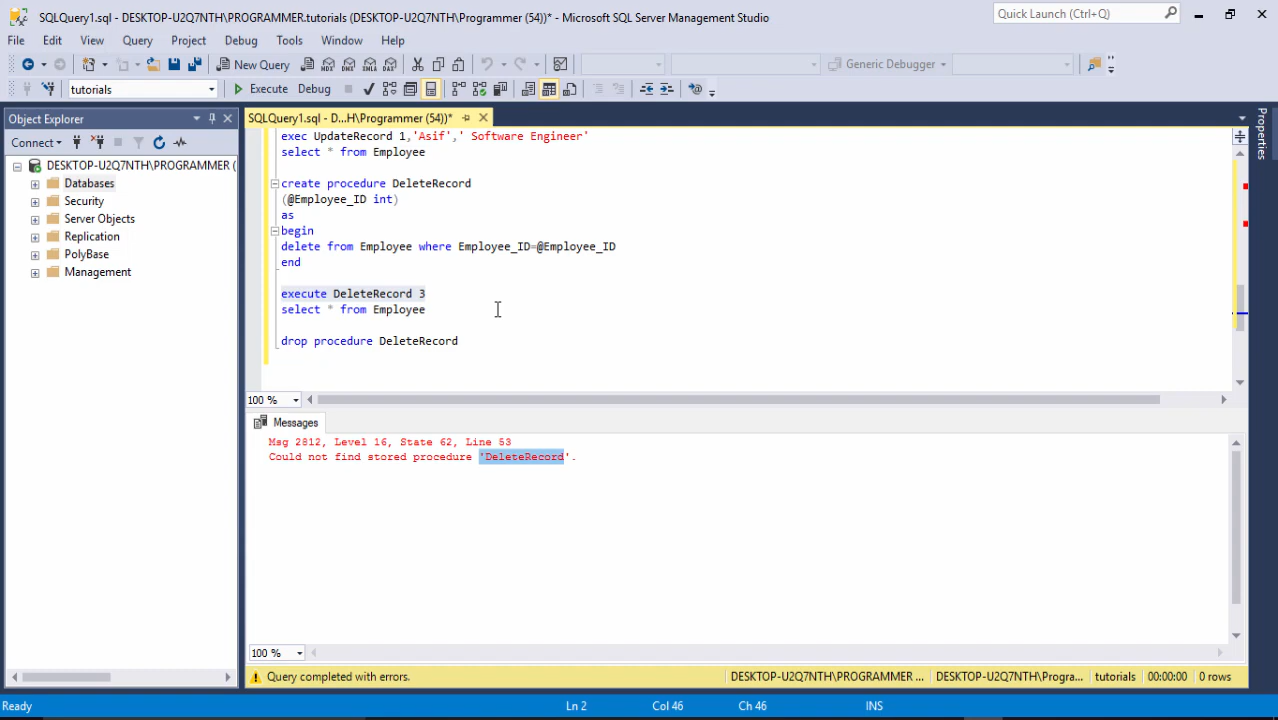 SQLQuery1.sql - DESKTOP-U2Q7NTH\PROGRAMMER.tutorials (DESKTOP-U2Q7NTH\Programmer (54))* - Microsoft SQL Server Management Studio
Quick Launch (Ctrl+Q)
File Edit View Query Project Debug Tools Window Help
New Query
MDX DMX XMLA DAX
Generic Debugger
tutorials
Execute Debug
Object Explorer
Connect
DESKTOP-U2Q7NTH\PROGRAMMER (
Databases
Security
Server Objects
Replication
PolyBase
Management
SQLQuery1.sql - D...H\Programmer (54))*
Properties
exec UpdateRecord 1,'Asif',' Software Engineer'
select * from Employee
create procedure DeleteRecord
(@Employee_ID int)
as
begin
delete from Employee where Employee_ID=@Employee_ID
end
execute DeleteRecord 3
select * from Employee
drop procedure DeleteRecord
100 %
Messages
Msg 2812, Level 16, State 62, Line 53
Could not find stored procedure 'DeleteRecord'.
100 %
Query completed with errors.
DESKTOP-U2Q7NTH\PROGRAMMER ...
DESKTOP-U2Q7NTH\Progra...
tutorials
00:00:00
0 rows
Ready
Ln 2
Col 46
Ch 46
INS